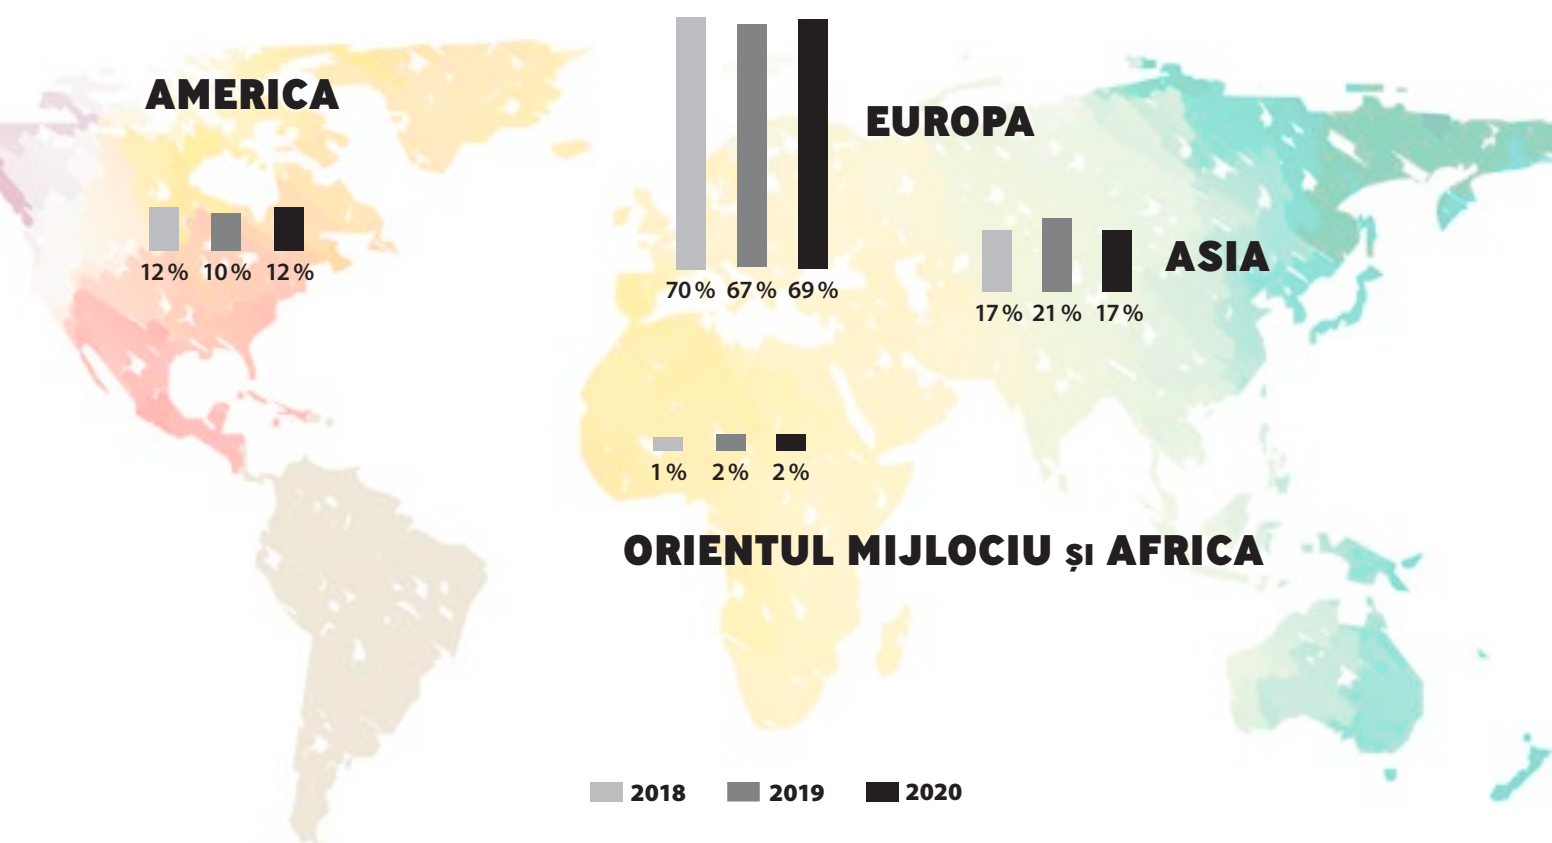 AMERICA
12 % 10 % 12 %
EUROPA
70 % 67 % 69 %
ASIA
17 % 21 % 17 %
1 % 2 % 2 %
ORIENTUL MIJLOCIU și AFRICA
2018 2019 2020